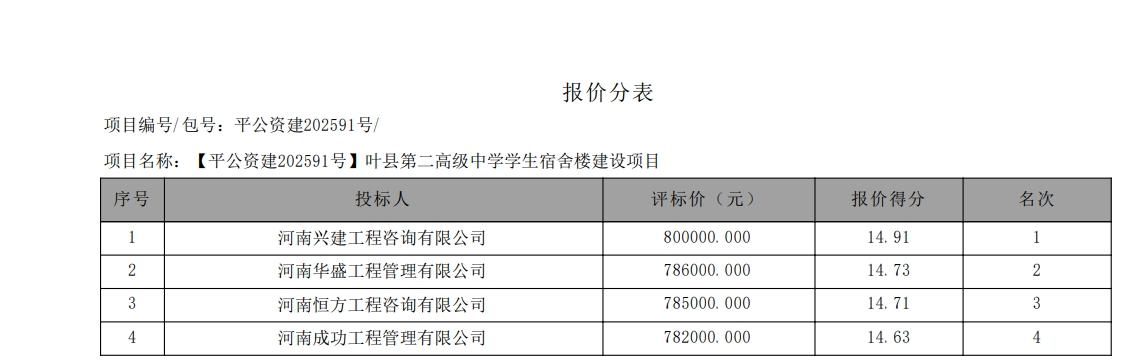 报价分表
项目编号/包号：平公资建202591号/
项目名称：【平公资建202591号】叶县第二高级中学学生宿舍楼建设项目
序号 投标人 评标价（元） 报价得分 名次
1 河南兴建工程咨询有限公司 800000.000 14.91 1
2 河南华盛工程管理有限公司 786000.000 14.73 2
3 河南恒方工程咨询有限公司 785000.000 14.71 3
4 河南成功工程管理有限公司 782000.000 14.63 4